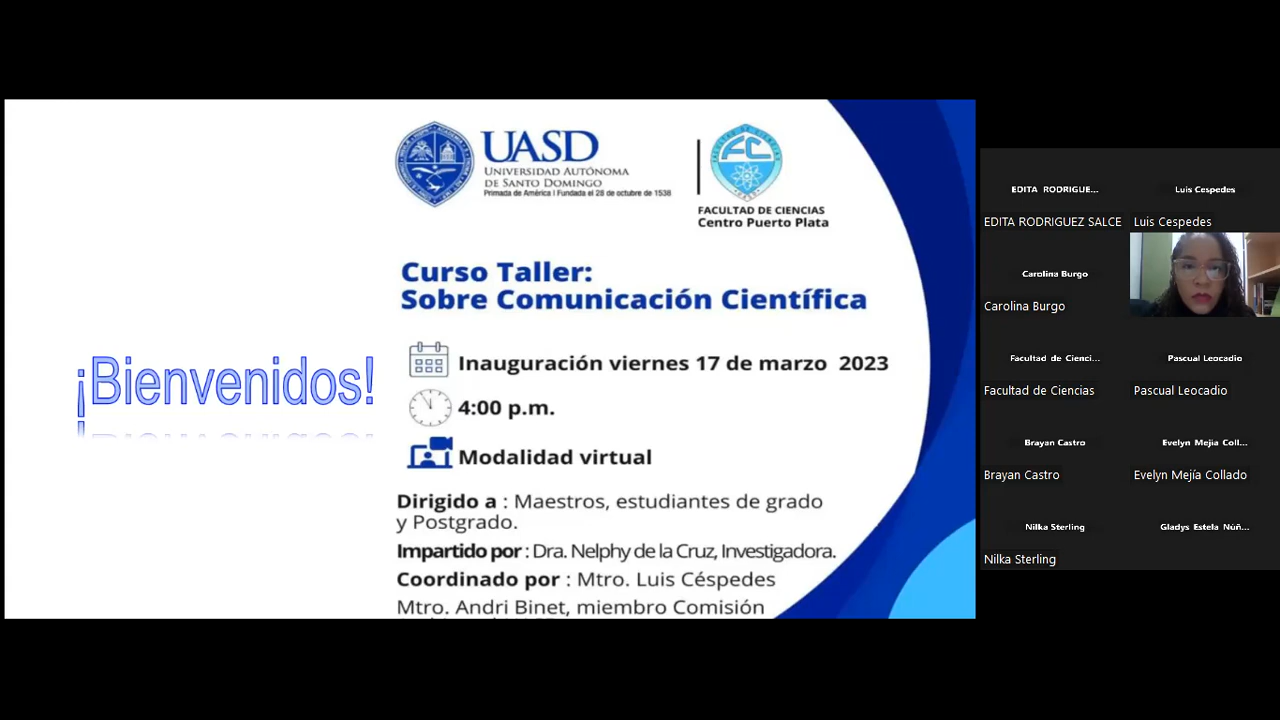 UASD
UNIVERSIDAD AUTÓNOMA
DE SANTO DOMINGO
Primada de América | Fundada el 28 de octubre de 1538
FC
FACULTAD DE CIENCIAS
Centro Puerto Plata
Curso Taller:
Sobre Comunicación Científica
¡Bienvenidos!
Inauguración viernes 17 de marzo 2023
4:00 p.m.
Modalidad virtual
Dirigido a : Maestros, estudiantes de grado
y Postgrado.
Impartido por : Dra. Nelphy de la Cruz, Investigadora.
Coordinado por : Mtro. Luis Céspedes
Mtro. Andri Binet, miembro Comisión
EDITA RODRIGUE...
EDITA RODRIGUEZ SALCE
Luis Cespedes
Luis Cespedes
Carolina Burgo
Carolina Burgo
Facultad de Cienci...
Facultad de Ciencias
Pascual Leocadio
Pascual Leocadio
Brayan Castro
Brayan Castro
Evelyn Mejía Coll...
Evelyn Mejía Collado
Nilka Sterling
Nilka Sterling
Gladys Estela Núñ...